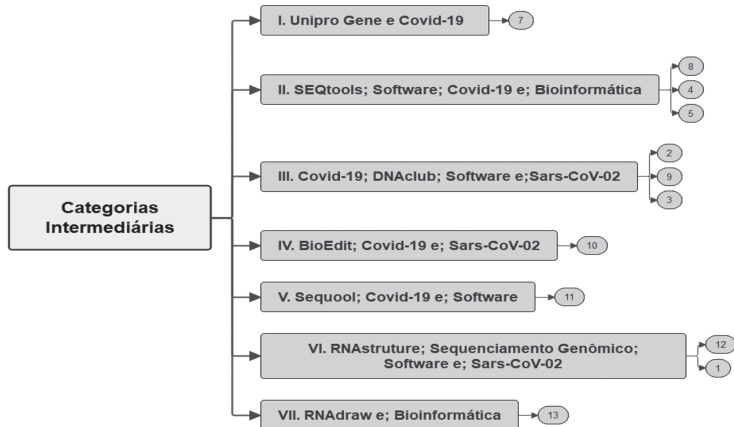 I. Unipro Gene e Covid-19
7
II. SEQtools; Software; Covid-19 e; Bioinformática
8
4
5
III. Covid-19; DNAclub; Software e;Sars-CoV-02
2
9
3
Categorias
Intermediárias
IV. BioEdit; Covid-19 e; Sars-CoV-02
10
V. Sequool; Covid-19 e; Software
11
VI. RNAstruture; Sequenciamento Genômico;
Software e; Sars-CoV-02
12
1
VII. RNAdraw e; Bioinformática
13